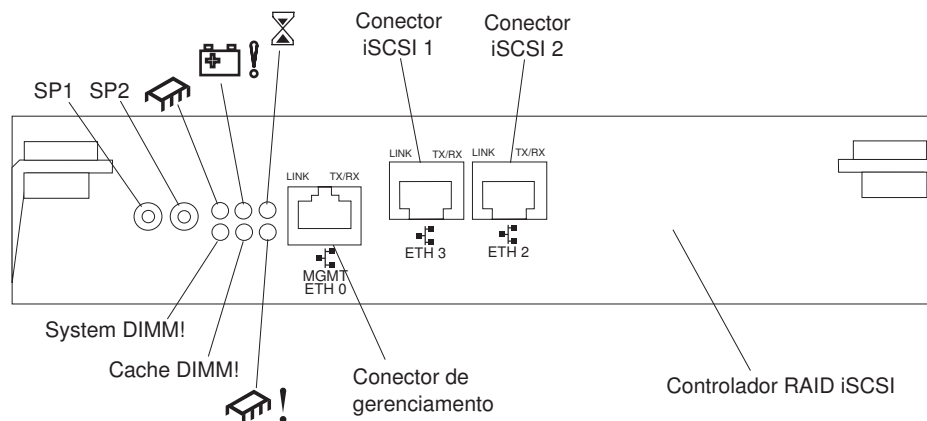 Conector
iSCSI 1
Conector
iSCSI 2
SP1
SP2
LINK TX/RX
LINK TX/RX
LINK TX/RX
ETH 3
ETH 2
MGMT
ETH 0
System DIMM!
Cache DIMM!
!
Conector de
gerenciamento
Controlador RAID iSCSI